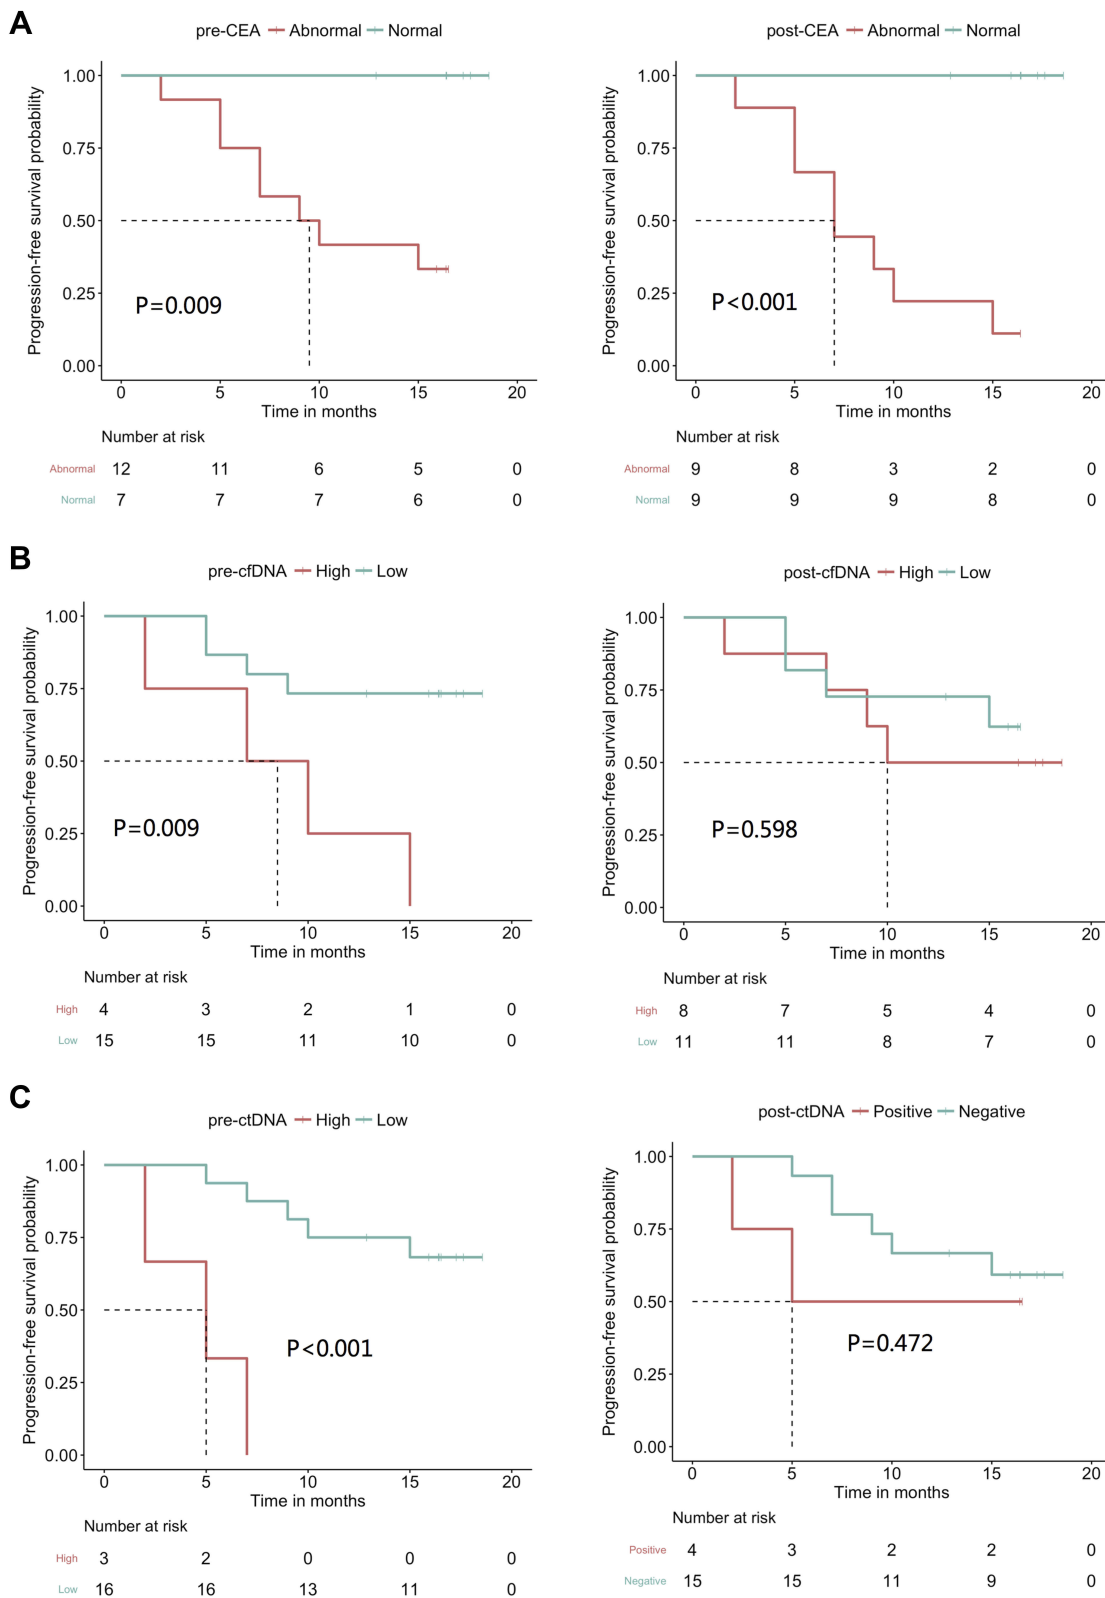 A
pre-CEA Abnormal Normal
Progression-free survival probability
1.00
0.75
0.50
0.25
0.00
P=0.009
0 5 10 15 20
Time in months
Number at risk
Abnormal 12 11 6 5 0
Normal 7 7 7 6 0
post-CEA Abnormal Normal
Progression-free survival probability
1.00
0.75
0.50
0.25
0.00
P<0.001
0 5 10 15 20
Time in months
Number at risk
Abnormal 9 8 3 2 0
Normal 9 9 9 8 0
B
pre-cfDNA High Low
Progression-free survival probability
1.00
0.75
0.50
0.25
0.00
P=0.009
0 5 10 15 20
Time in months
Number at risk
High 4 3 2 1 0
Low 15 15 11 10 0
post-cfDNA High Low
Progression-free survival probability
1.00
0.75
0.50
0.25
0.00
P=0.598
0 5 10 15 20
Time in months
Number at risk
High 8 7 5 4 0
Low 11 11 8 7 0
C
pre-ctDNA High Low
Progression-free survival probability
1.00
0.75
0.50
0.25
0.00
P<0.001
0 5 10 15 20
Time in months
Number at risk
High 3 2 0 0 0
Low 16 16 13 11 0
post-ctDNA Positive Negative
Progression-free survival probability
1.00
0.75
0.50
0.25
0.00
P=0.472
0 5 10 15 20
Time in months
Number at risk
Positive 4 3 2 2 0
Negative 15 15 11 9 0